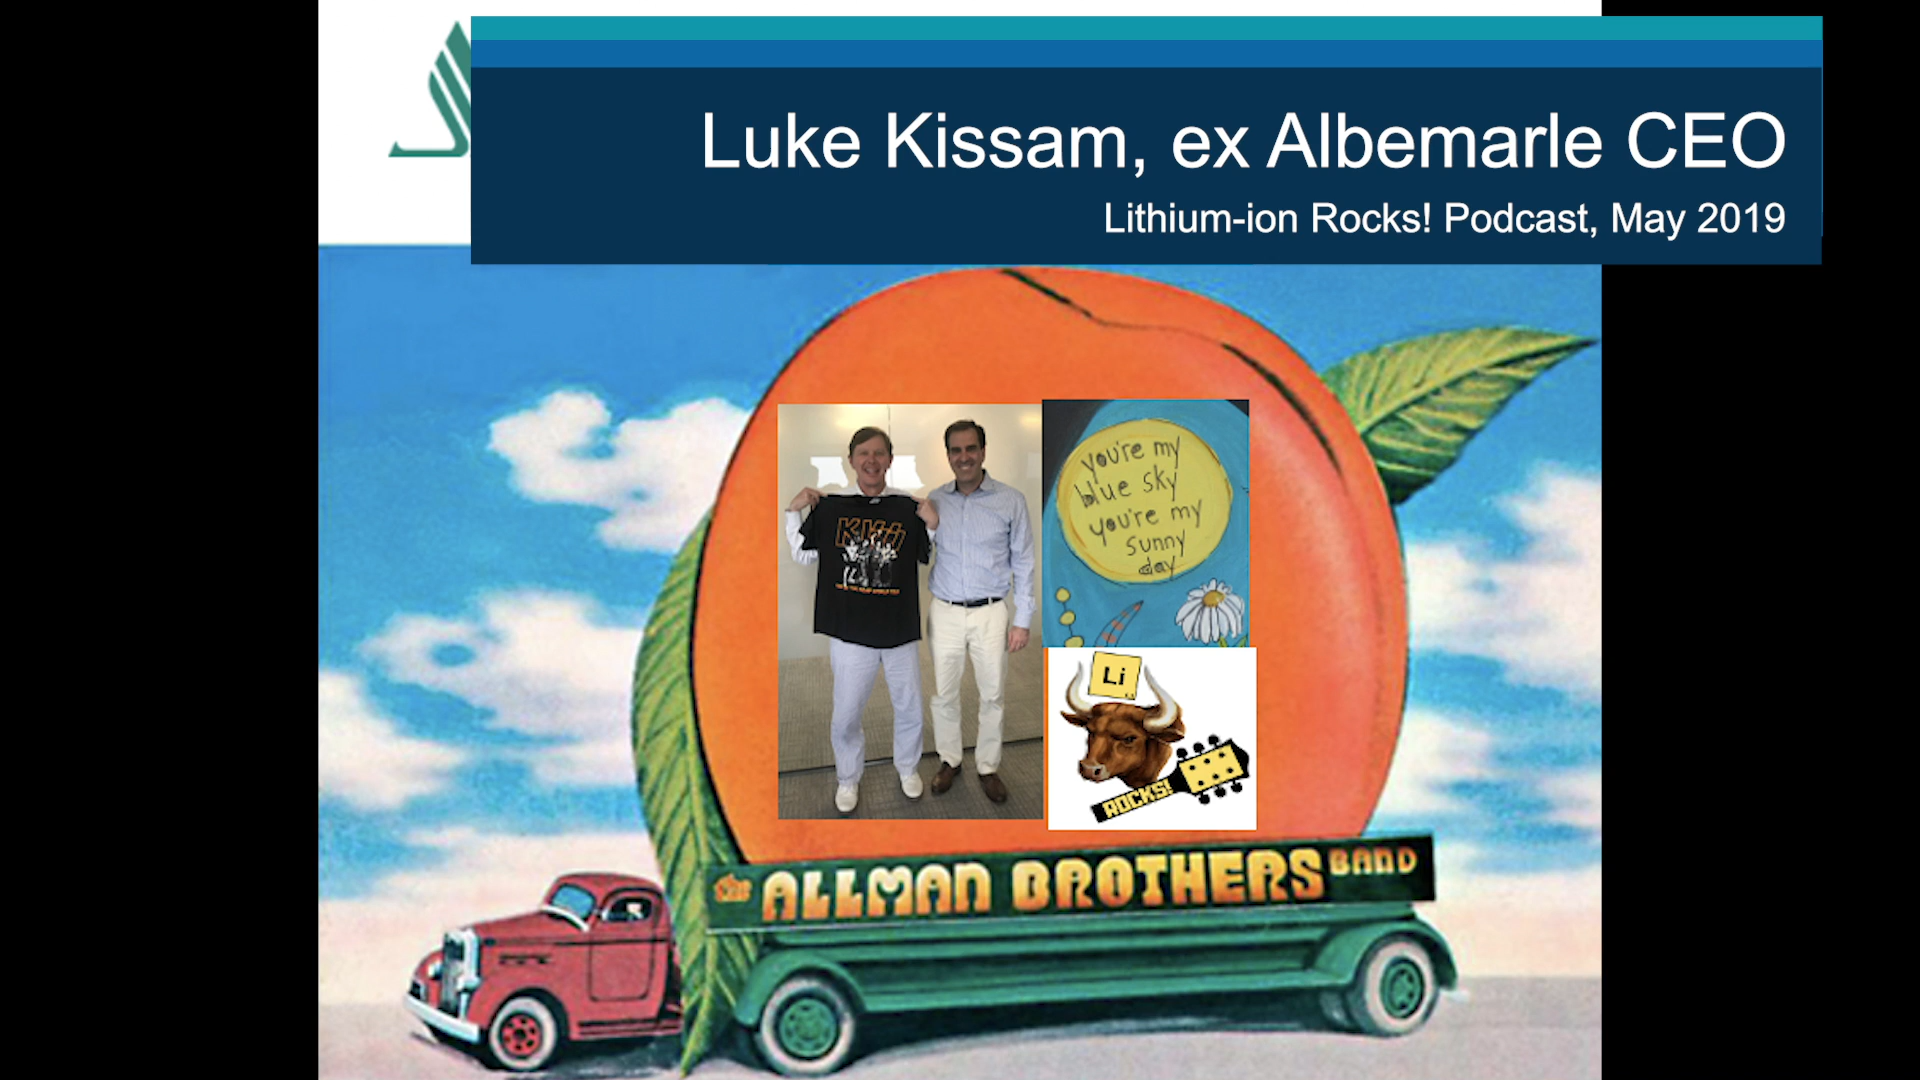 Luke Kissam, ex Albemarle CEO
Lithium-ion Rocks! Podcast, May 2019
you're my
blue sky
you're my
sunny
day
Li
ROCKS!
the ALLMAN BROTHERS BAND